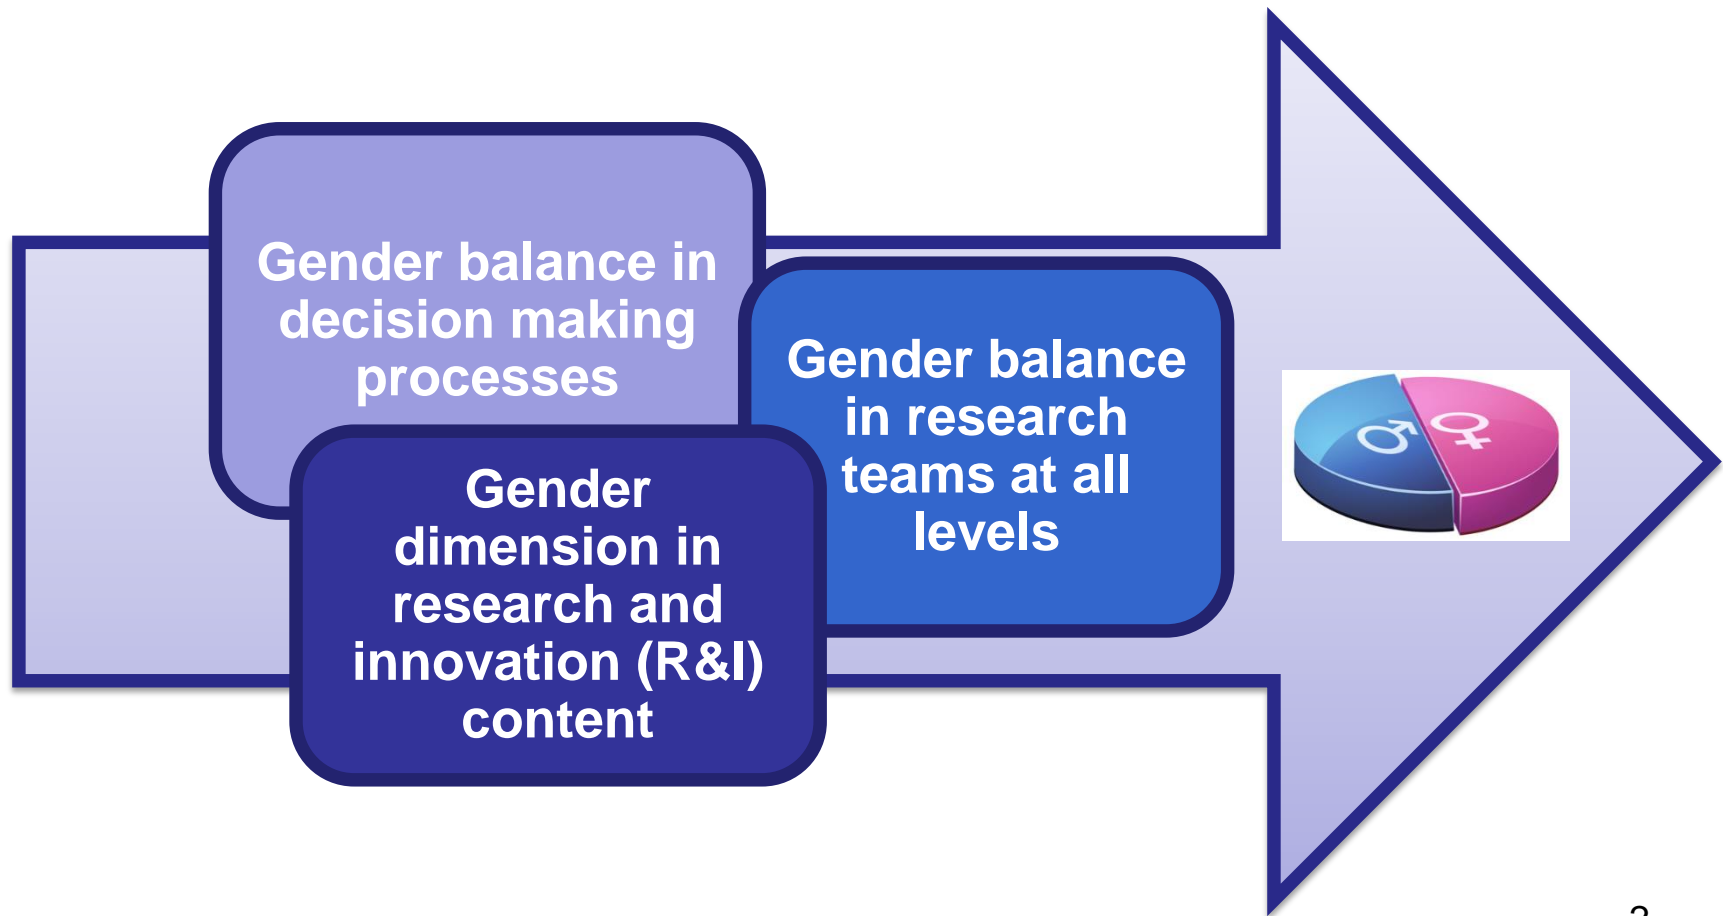 Gender balance in
decision making
processes
Gender balance
in research
teams at all
levels
Gender
dimension in
research and
innovation (R&I)
content